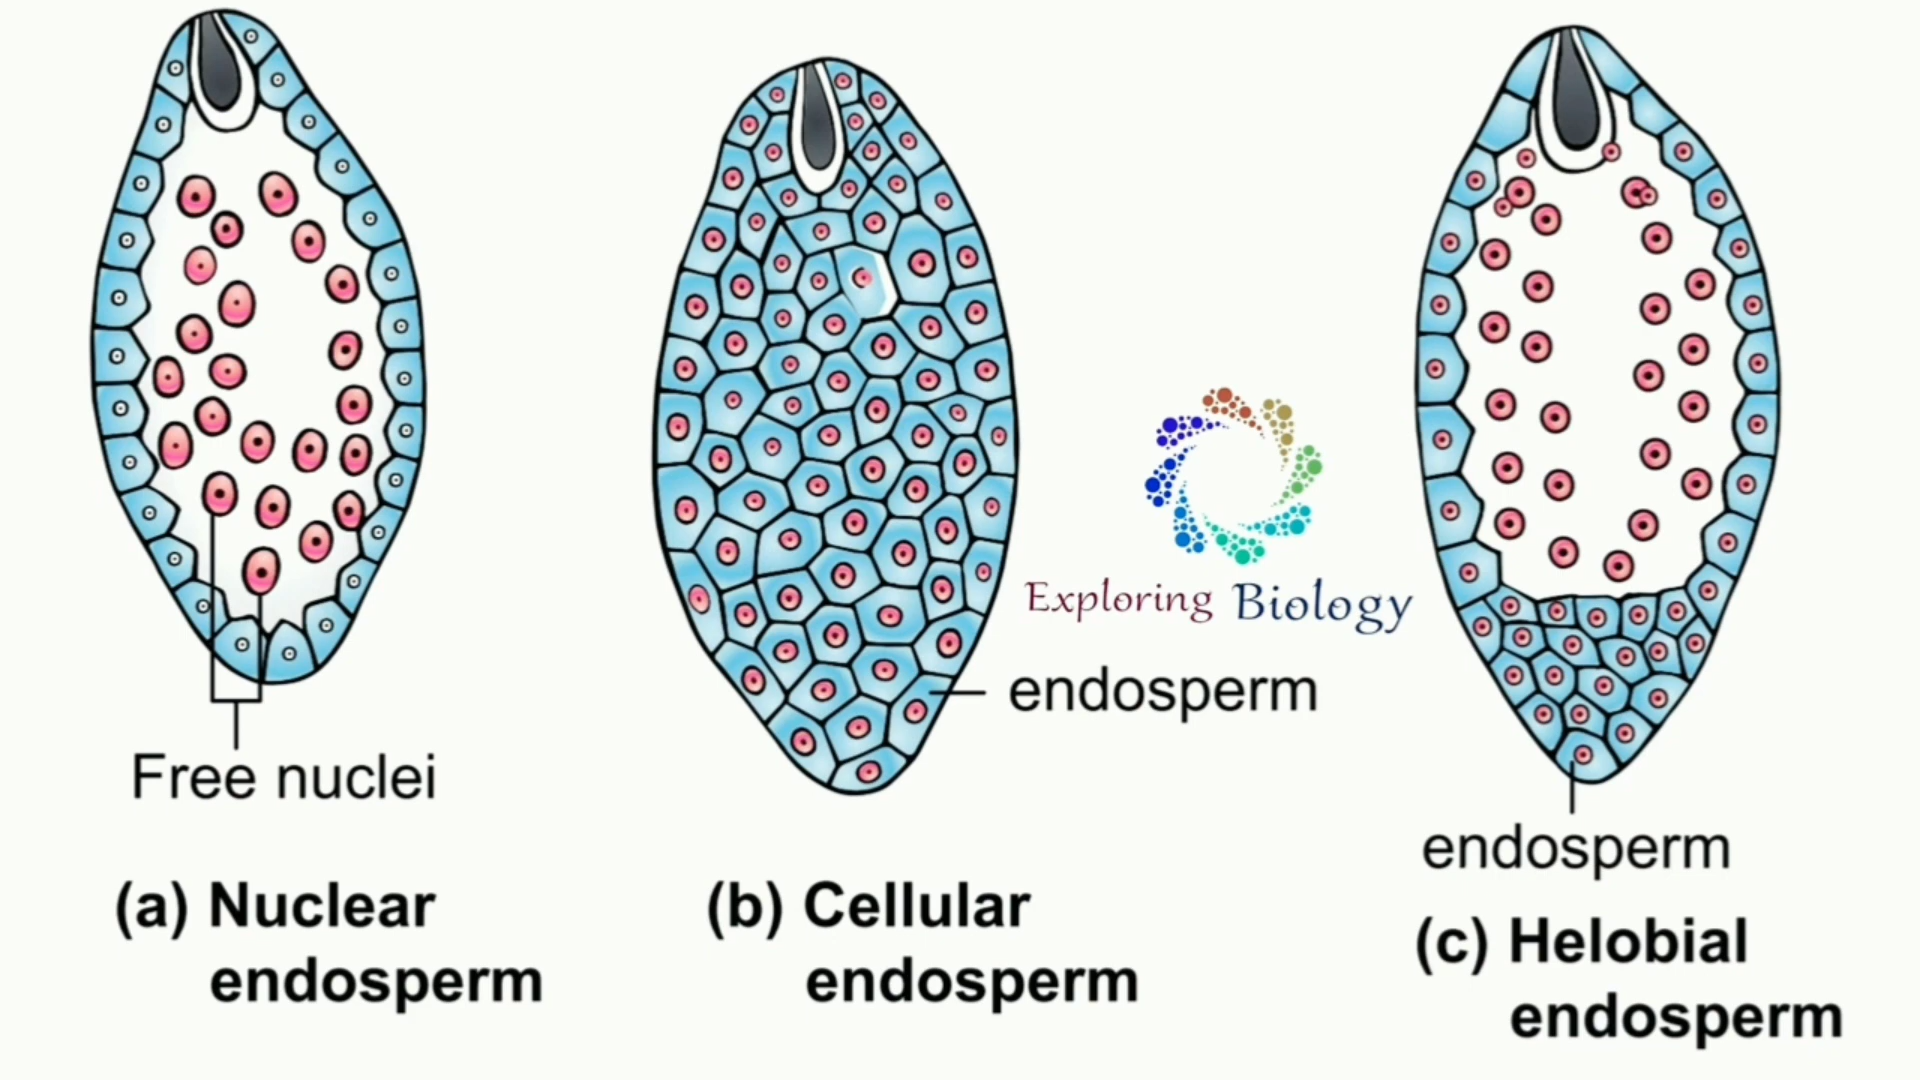 Free nuclei
(a) Nuclear
endosperm
endosperm
(b) Cellular
endosperm
Exploring Biology
endosperm
(c) Helobial
endosperm